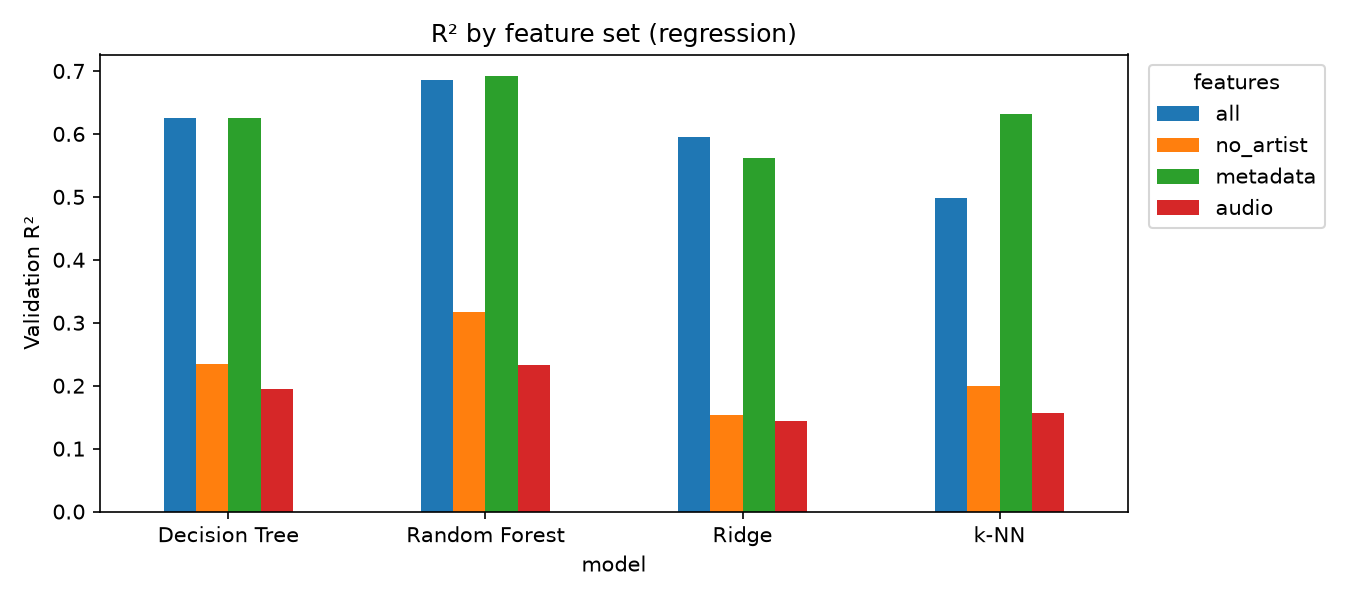 R² by feature set (regression)
features
all
no_artist
metadata
audio
Validation R²
0.7
0.6
0.5
0.4
0.3
0.2
0.1
0.0
Decision Tree
Random Forest
Ridge
k-NN
model